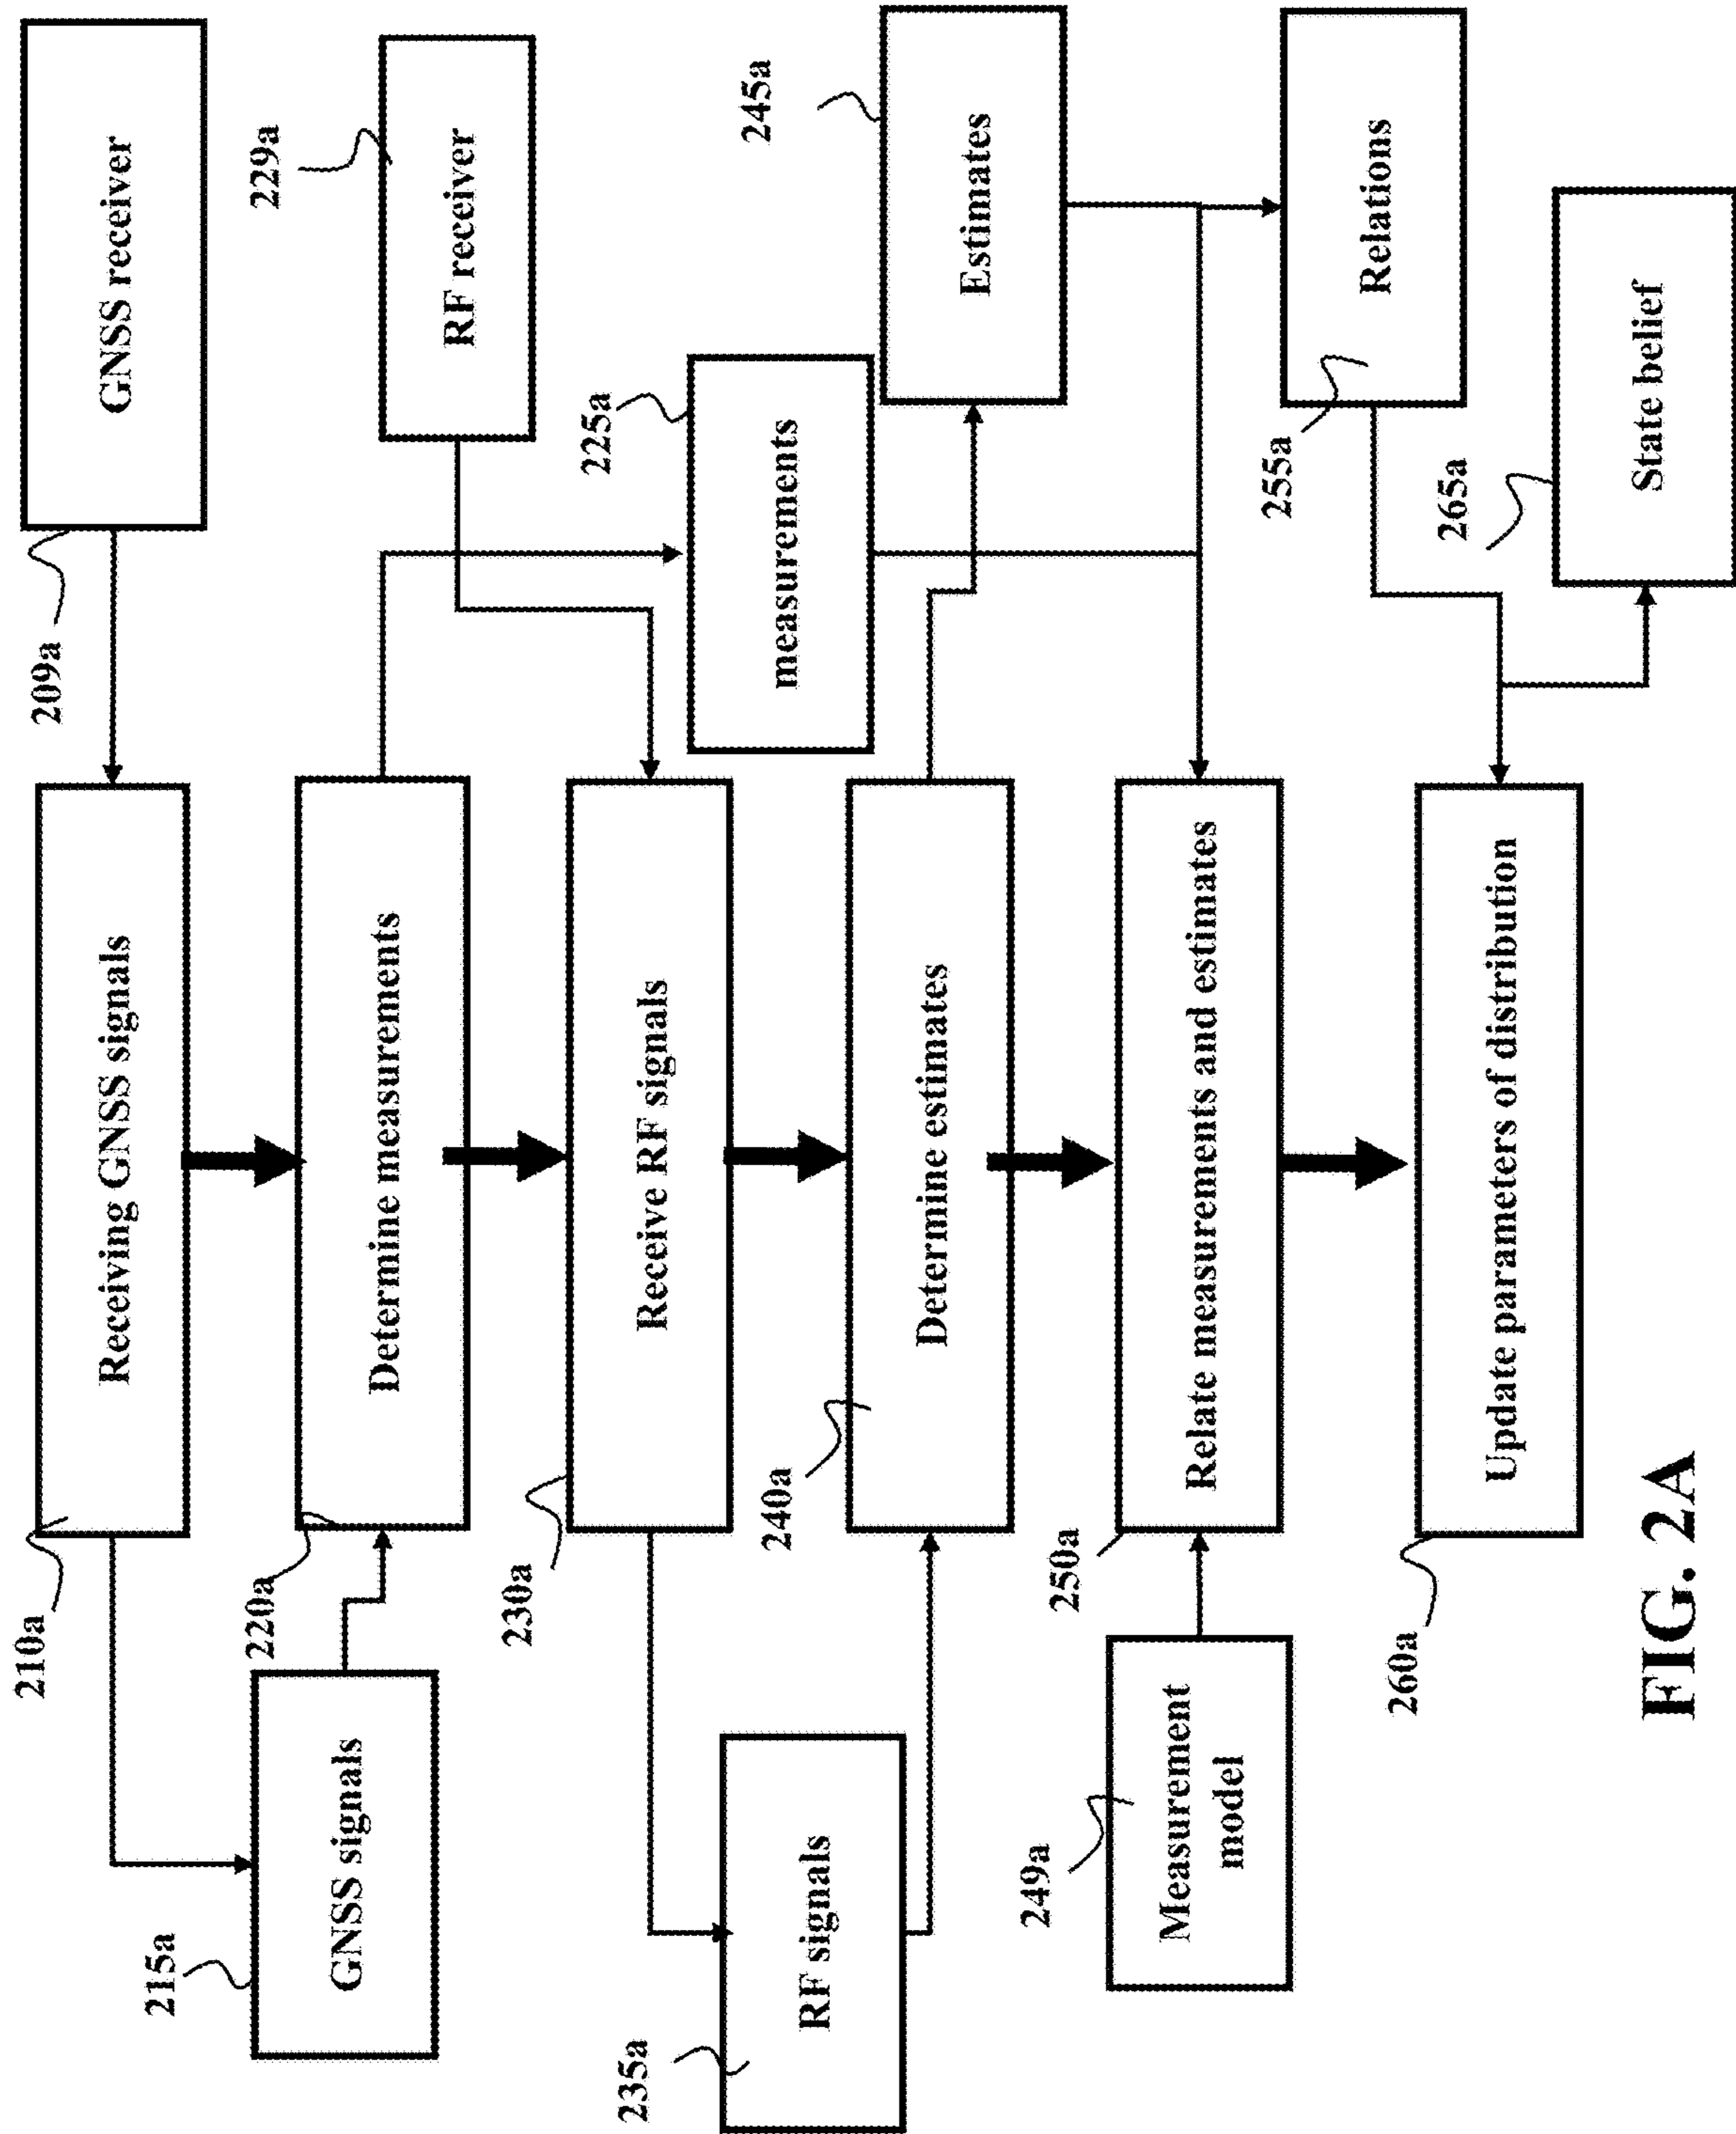 209a
GNSS receiver
210a
Receiving GNSS signals
215a
GNSS signals
220a
Determine measurements
229a
RF receiver
225a
measurements
230a
Receive RF signals
235a
RF signals
240a
Determine estimates
245a
Estimates
249a
Measurement
model
250a
Relate measurements and estimates
255a
Relations
260a
Update parameters of distribution
265a
State belief
FIG. 2A